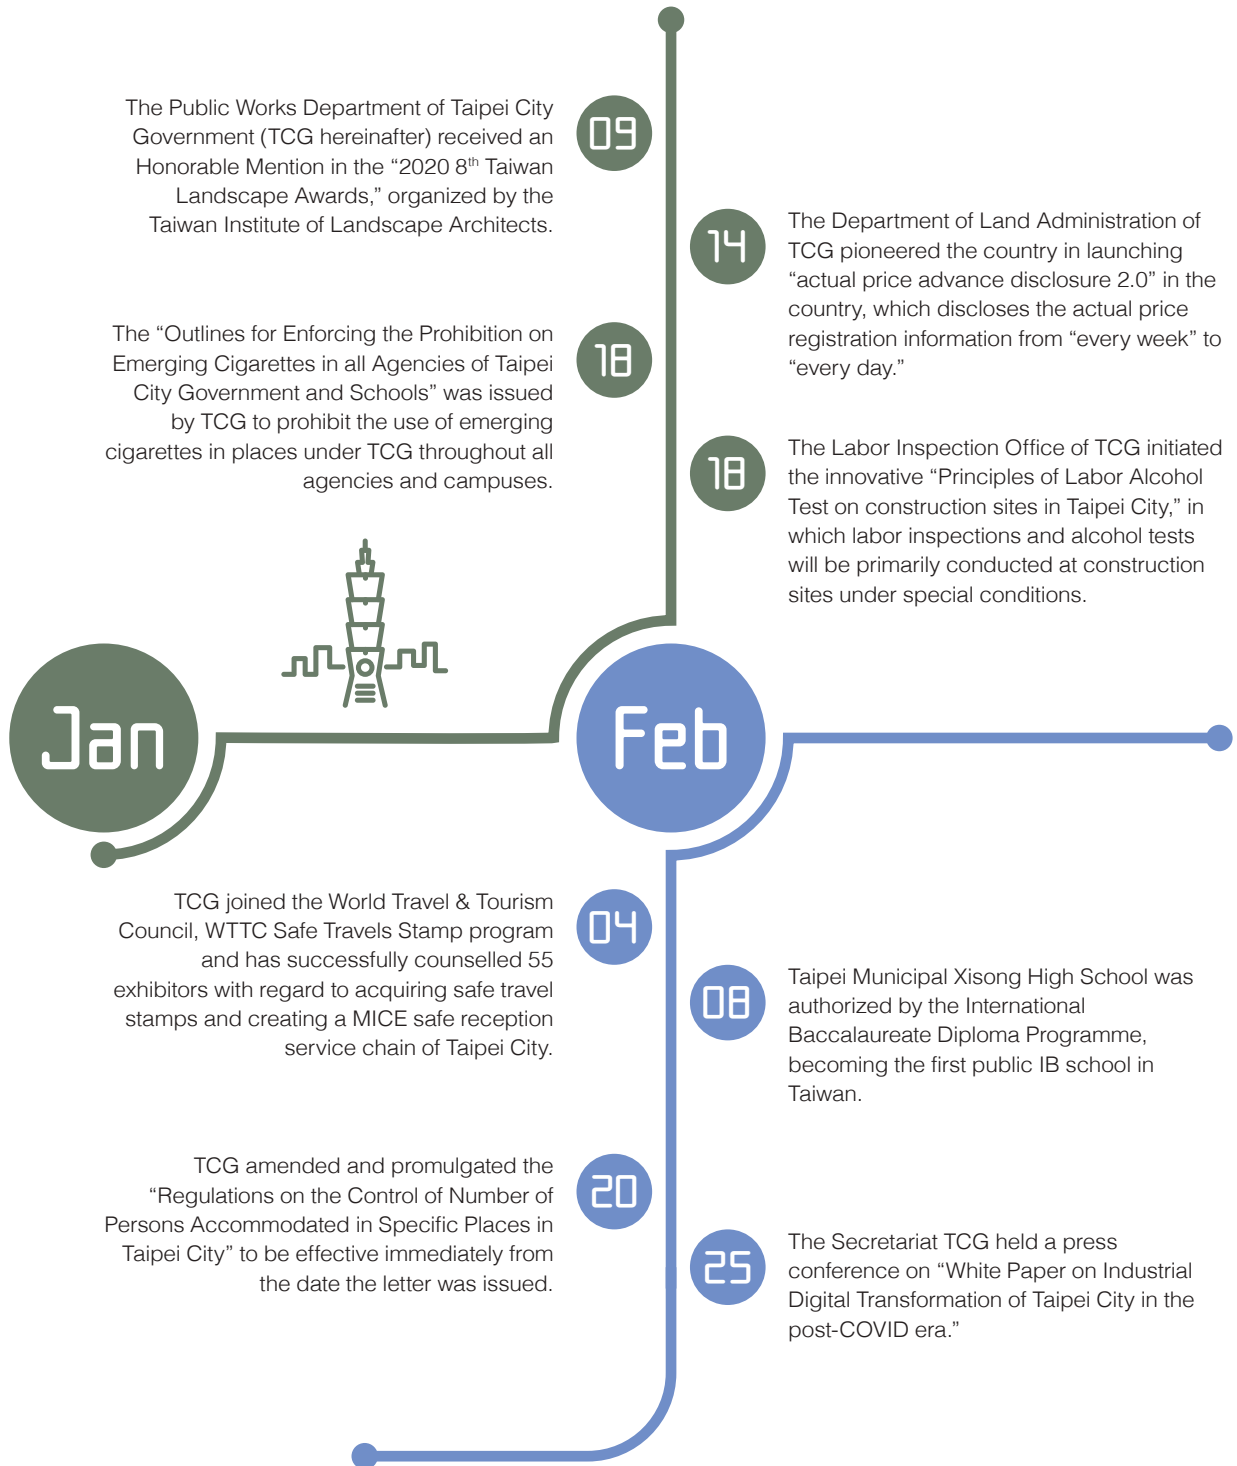 09
The Public Works Department of Taipei City
Government (TCG hereinafter) received an
Honorable Mention in the “2020 8th Taiwan
Landscape Awards,” organized by the
Taiwan Institute of Landscape Architects.
14
The Department of Land Administration of
TCG pioneered the country in launching
“actual price advance disclosure 2.0” in the
country, which discloses the actual price
registration information from “every week” to
“every day.”
18
The “Outlines for Enforcing the Prohibition on
Emerging Cigarettes in all Agencies of Taipei
City Government and Schools” was issued
by TCG to prohibit the use of emerging
cigarettes in places under TCG throughout all
agencies and campuses.
18
The Labor Inspection Office of TCG initiated
the innovative “Principles of Labor Alcohol
Test on construction sites in Taipei City,” in
which labor inspections and alcohol tests
will be primarily conducted at construction
sites under special conditions.
Jan
Feb
04
TCG joined the World Travel & Tourism
Council, WTTC Safe Travels Stamp program
and has successfully counselled 55
exhibitors with regard to acquiring safe travel
stamps and creating a MICE safe reception
service chain of Taipei City.
08
Taipei Municipal Xisong High School was
authorized by the International
Baccalaureate Diploma Programme,
becoming the first public IB school in
Taiwan.
20
TCG amended and promulgated the
“Regulations on the Control of Number of
Persons Accommodated in Specific Places in
Taipei City” to be effective immediately from
the date the letter was issued.
25
The Secretariat TCG held a press
conference on “White Paper on Industrial
Digital Transformation of Taipei City in the
post-COVID era.”